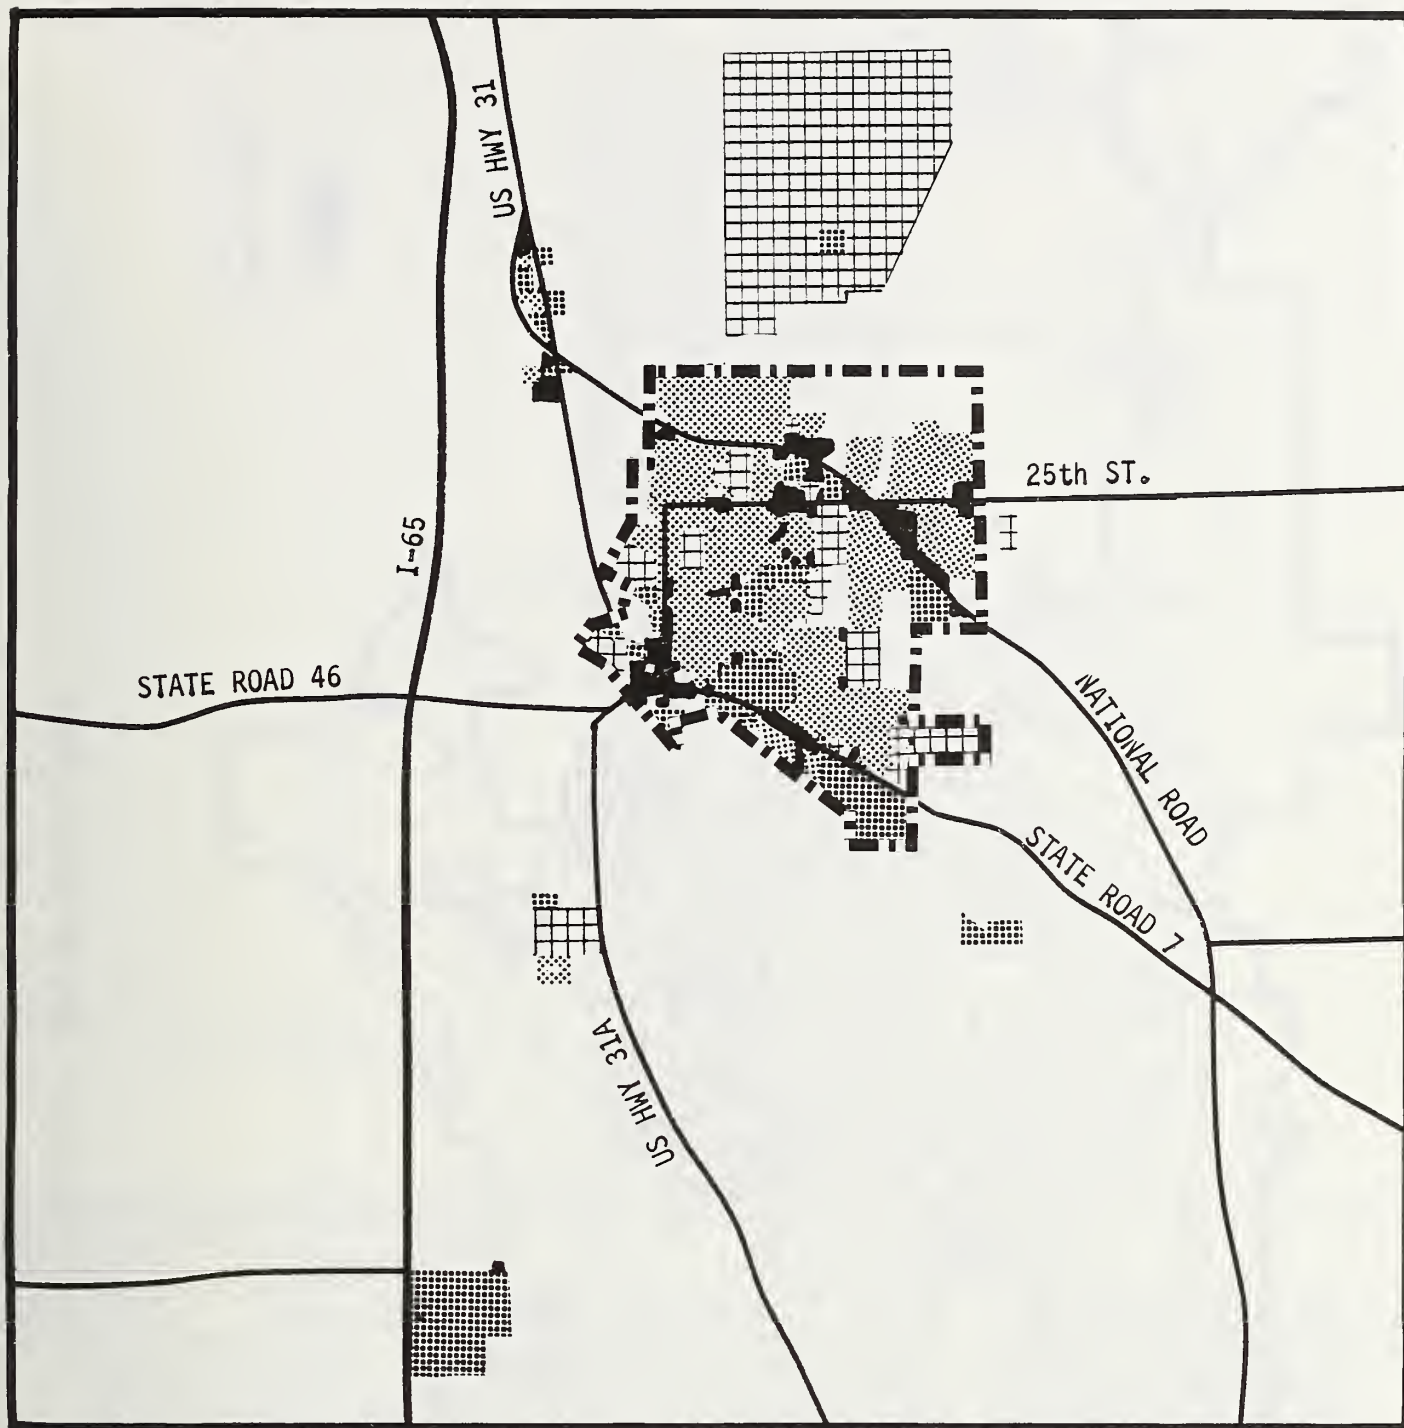 US HWY 31
25th ST.
I-65
STATE ROAD 46
NATIONAL ROAD
STATE ROAD 7
US HWY 31A